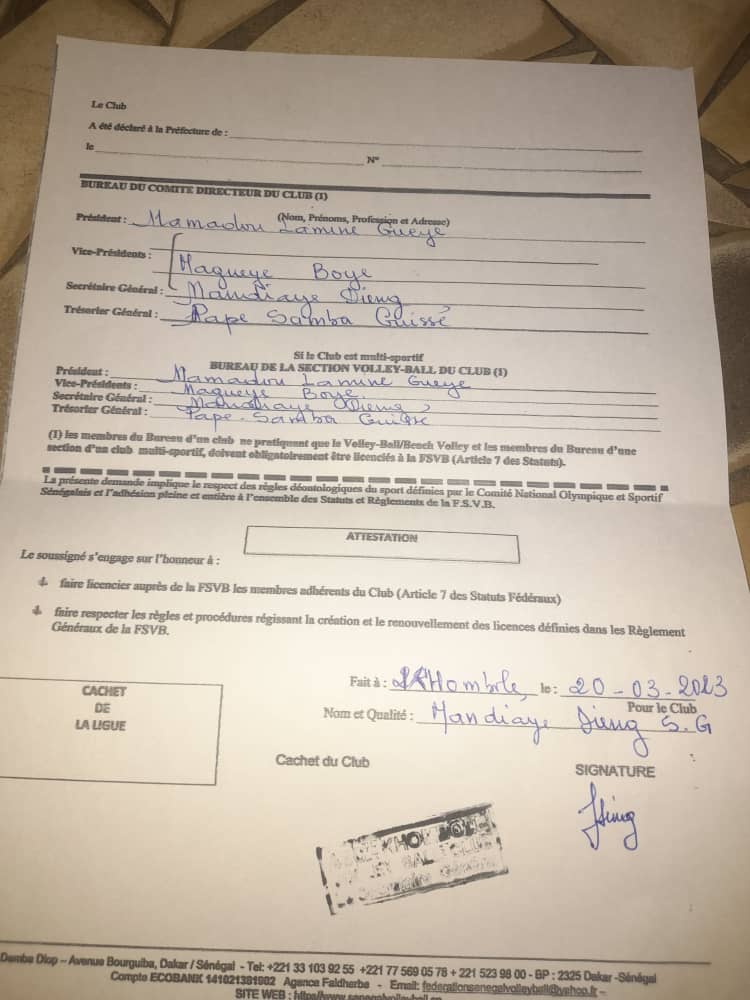 Le Club
A été déclaré à la Préfecture de :
le N°
BUREAU DU COMITE DIRECTEUR DU CLUB (1)
(Nom, Prénoms, Profession et Adresse)
Président : Mamadou Lamine Gueye
Vice-Présidents : Magueye Boye
Secrétaire Général : Mandiaye Dieng
Trésorier Général : Pape Samba Guissé
Si le Club est multi-sportif
BUREAU DE LA SECTION VOLLEY-BALL DU CLUB (1)
Président : Mamadou Lamine Gueye
Vice-Présidents : Magueye Boye
Secrétaire Général : Mandiaye Dieng
Trésorier Général : Pape Samba Guissé
(1) les membres du Bureau d'un club ne pratiquant que le Volley-Ball/Beach Volley et les membres du Bureau d'une
section d'un club multi-sportif, doivent obligatoirement être licenciés à la FSVB (Article 7 des Statuts).
La présente demande implique le respect des règles déontologiques du sport définies par le Comité National Olympique et Sportif
Sénégalais et l'adhésion pleine et entière à l'ensemble des Statuts et Règlements de la F.S.V.B.
ATTESTATION
Le soussigné s'engage sur l'honneur à :
faire licencier auprès de la FSVB les membres adhérents du Club (Article 7 des Statuts Fédéraux)
faire respecter les règles et procédures régissant la création et le renouvellement des licences définies dans les Règlement
Généraux de la FSVB.
CACHET
DE
LA LIGUE
Fait à : le : 20-03-2023
Pour le Club
Nom et Qualité : Mandiaye Dieng S.G
Cachet du Club
SIGNATURE
Demba Diop – Avenue Bourguiba, Dakar / Sénégal - Tel: +221 33 103 92 55 +221 77 569 05 78 + 221 523 98 00 - BP : 2325 Dakar -Sénégal
Compte ECOBANK 141021381602 Agence Faidherbe - Email: federationsenegalvolleyball@yahoo.fr –
SITE WEB :